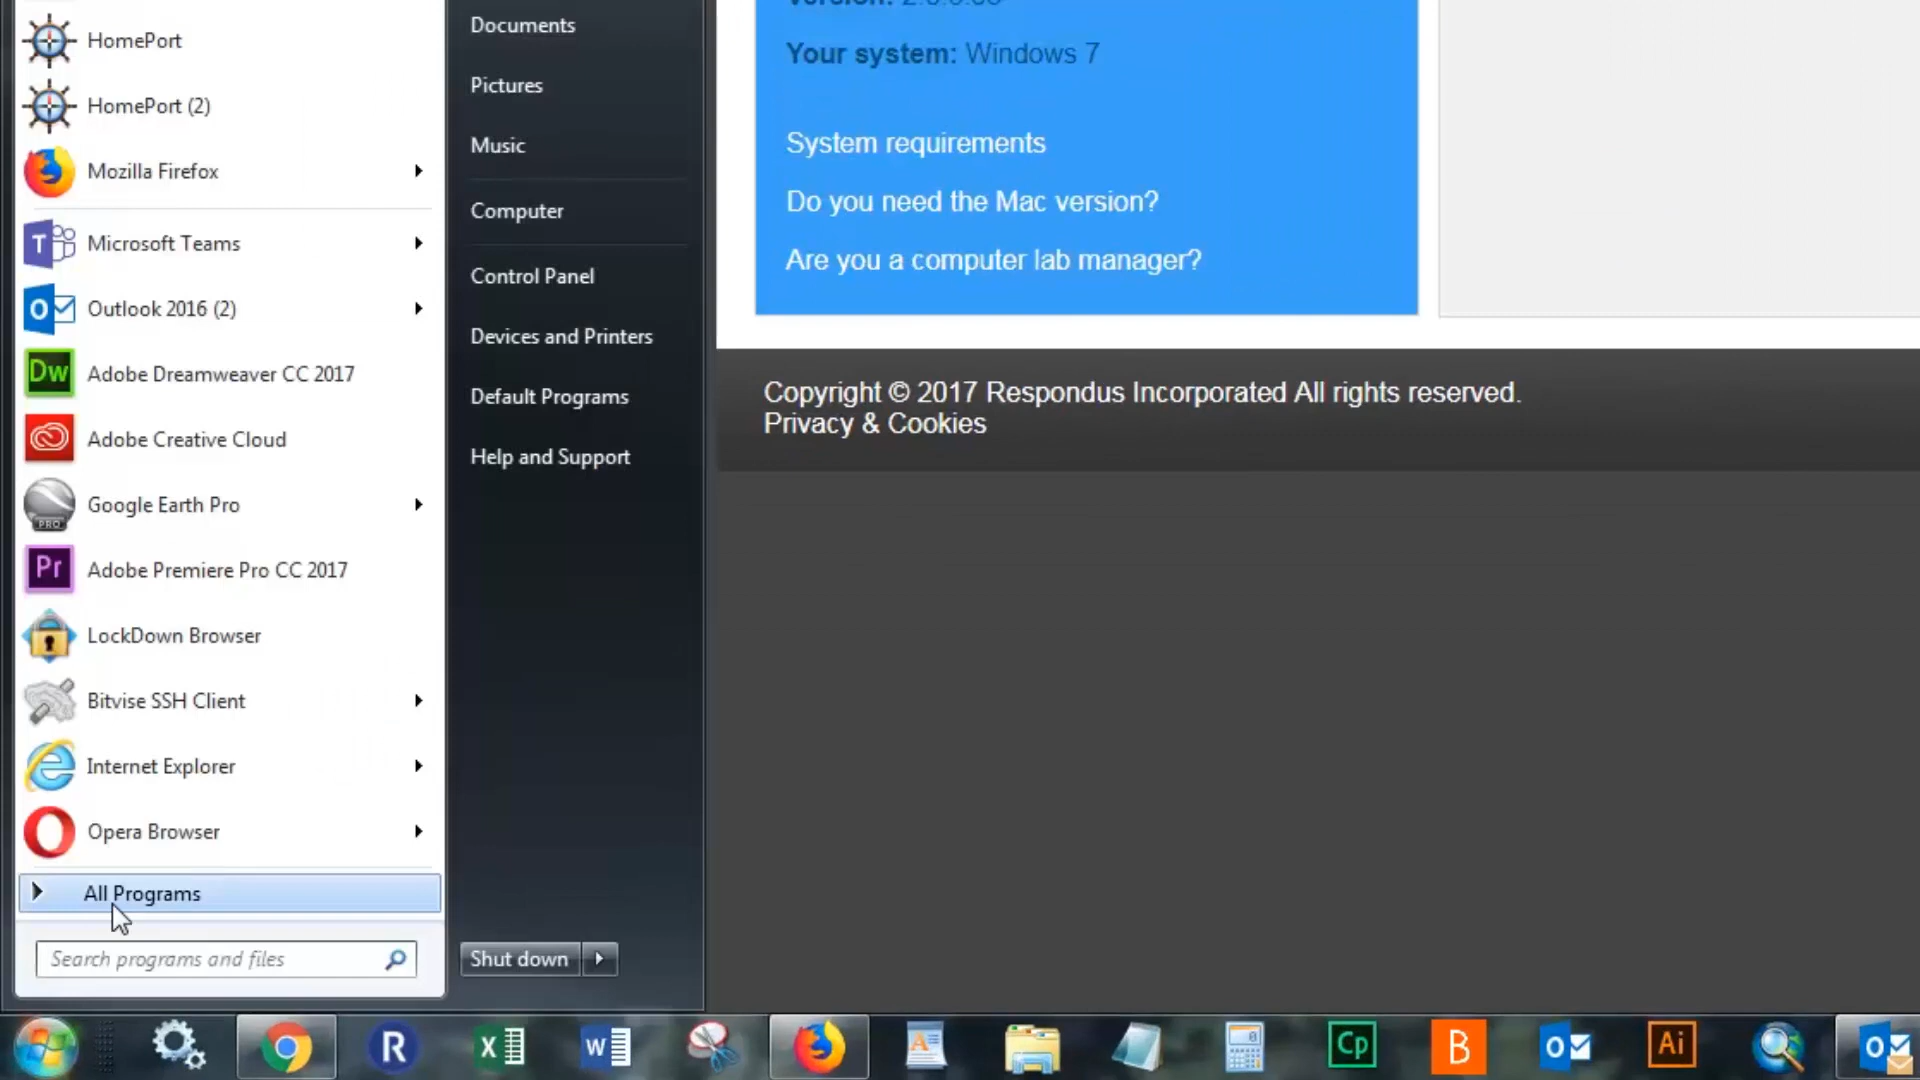 HomePort
HomePort (2)
Mozilla Firefox
Microsoft Teams
Outlook 2016 (2)
Adobe Dreamweaver CC 2017
Adobe Creative Cloud
Google Earth Pro
PRO
Adobe Premiere Pro CC 2017
LockDown Browser
Bitvise SSH Client
Internet Explorer
Opera Browser
All Programs
Search programs and files
Documents
Pictures
Music
Computer
Control Panel
Devices and Printers
Default Programs
Help and Support
Shut down
Your system: Windows 7
System requirements
Do you need the Mac version?
Are you a computer lab manager?
Copyright © 2017 Respondus Incorporated All rights reserved.
Privacy & Cookies